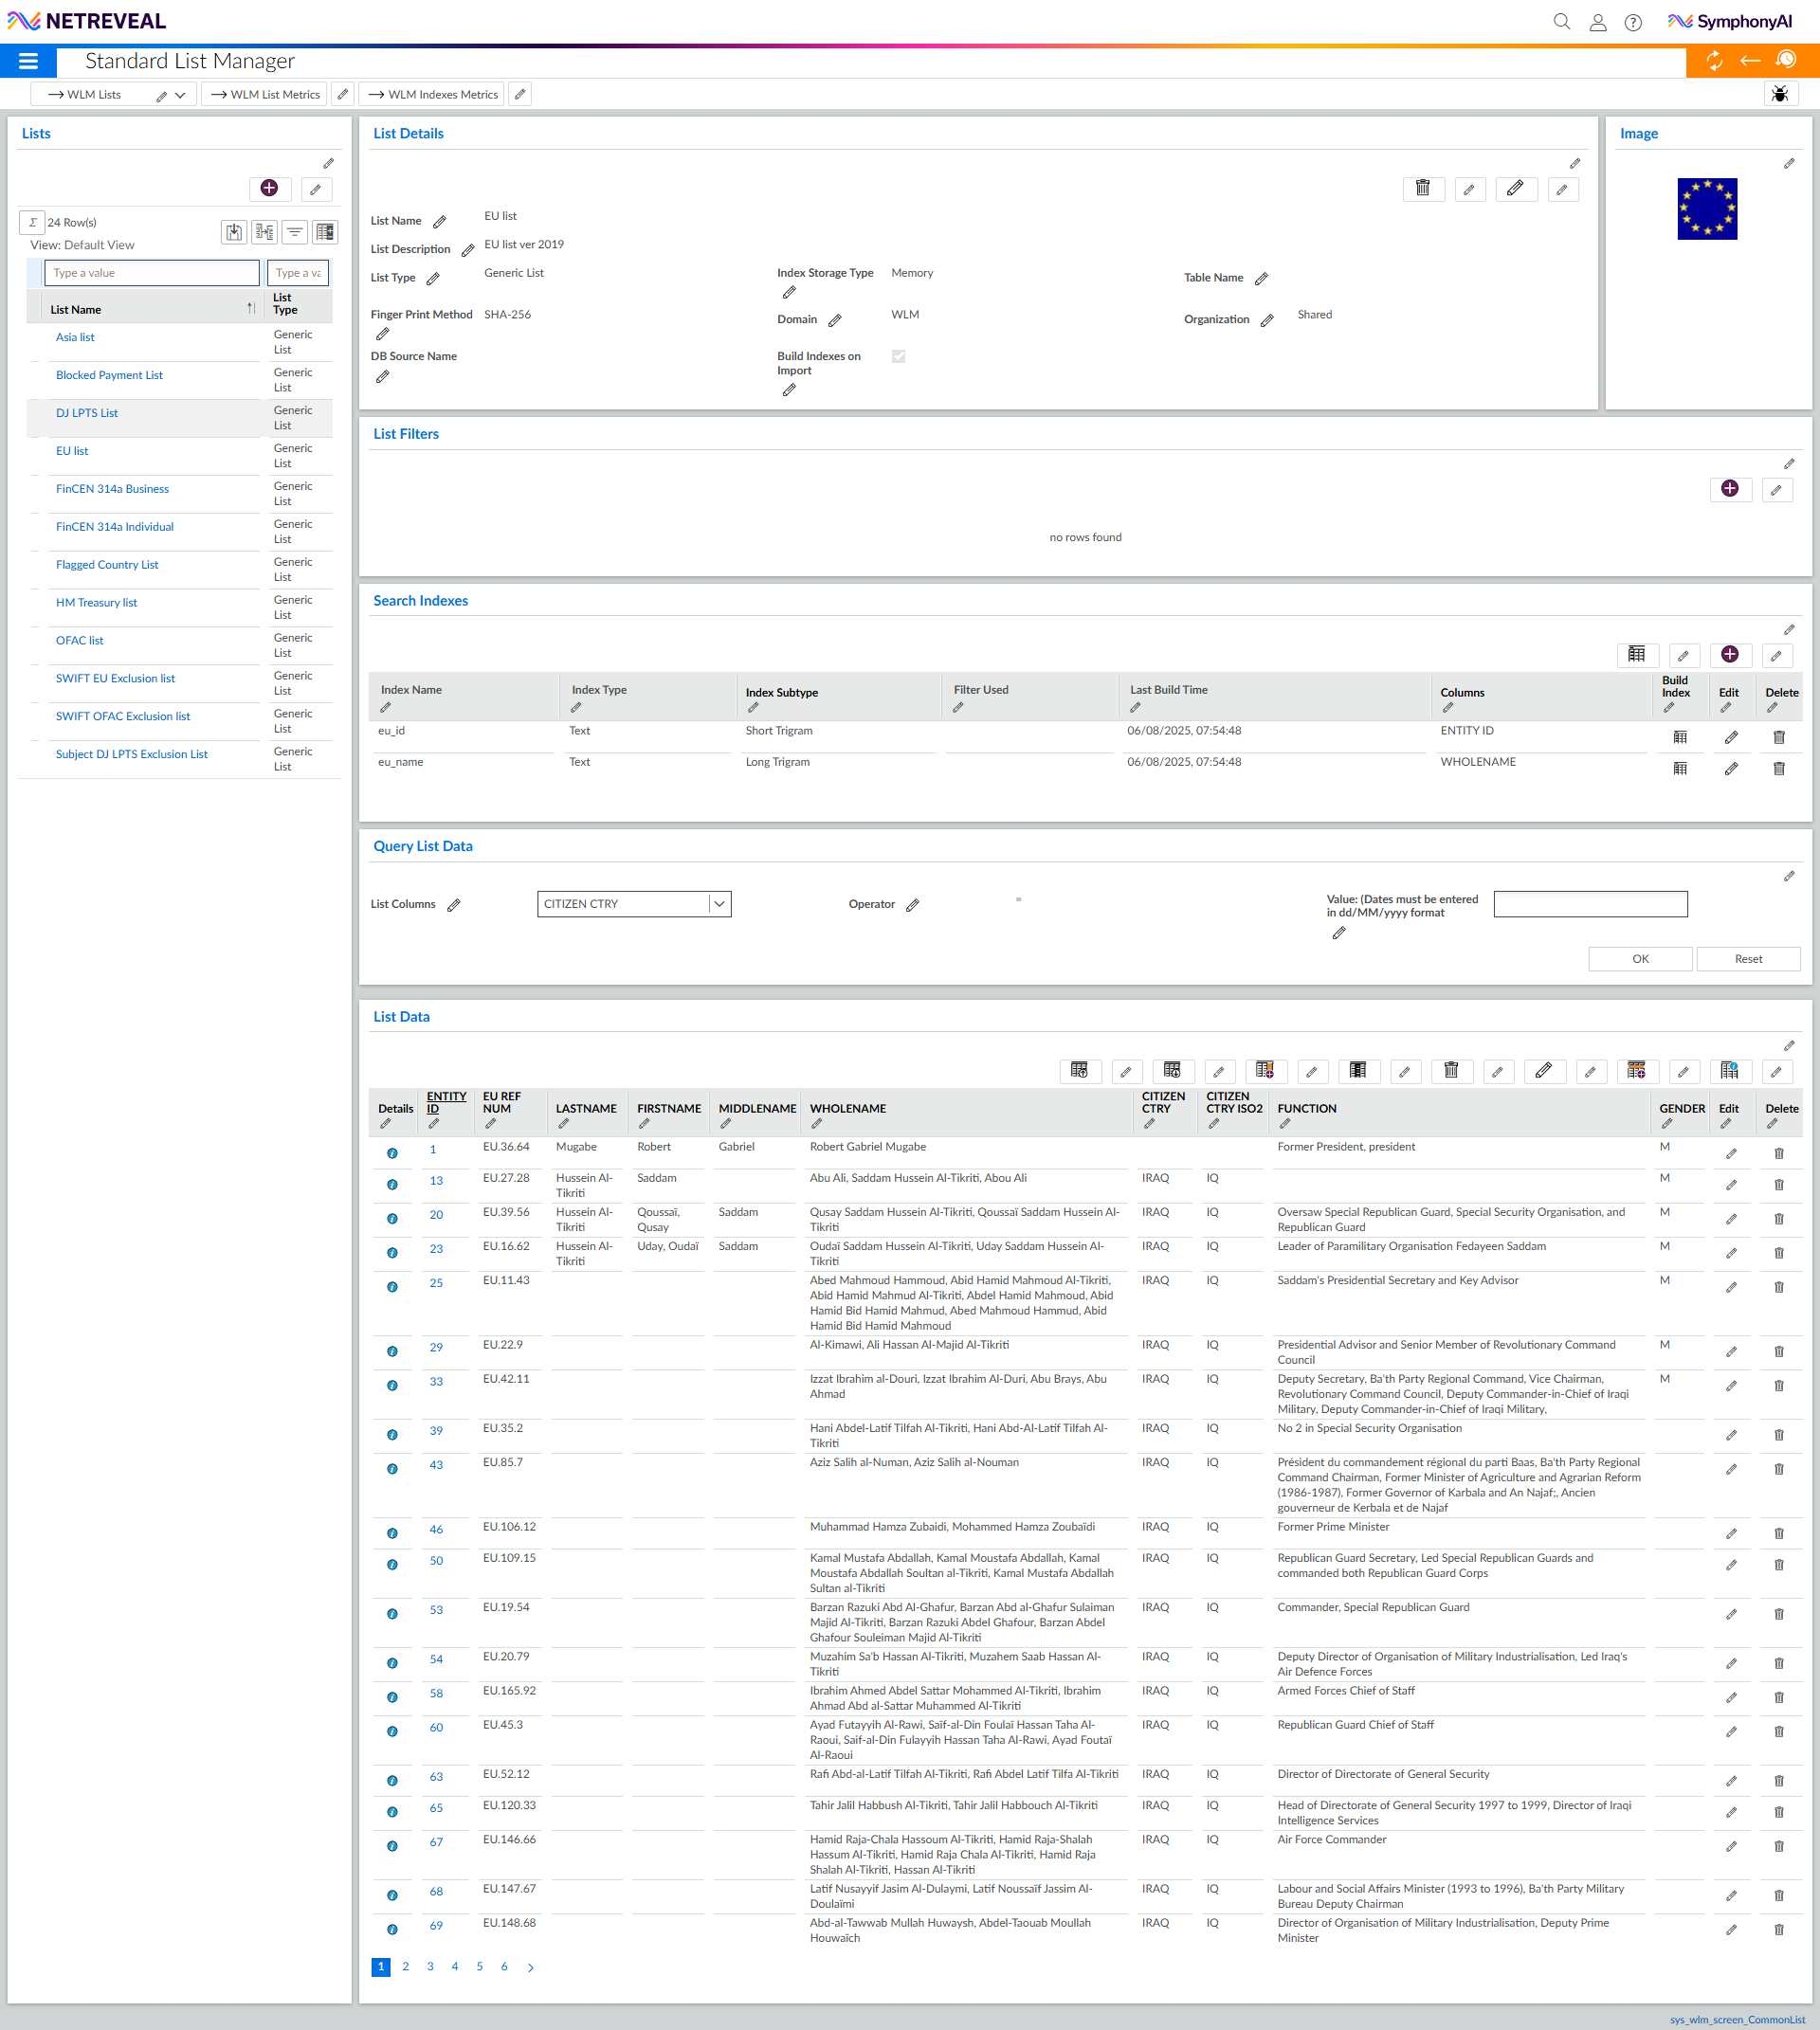 NETREVEAL
SymphonyAI
Standard List Manager
WLM Lists
WLM List Metrics
WLM Indexes Metrics
Lists
Σ 24 Row(s)
View: Default View
Type a value
List Name List Type
Asia list Generic List
Blocked Payment List Generic List
DJ LPTS List Generic List
EU list Generic List
FinCEN 314a Business Generic List
FinCEN 314a Individual Generic List
Flagged Country List Generic List
HM Treasury list Generic List
OFAC list Generic List
SWIFT EU Exclusion list Generic List
SWIFT OFAC Exclusion list Generic List
Subject DJ LPTS Exclusion List Generic List
List Details
List Name EU list
List Description EU list ver 2019
List Type Generic List Index Storage Type Memory Table Name
Finger Print Method SHA-256 Domain WLM Organization Shared
DB Source Name Build Indexes on Import
Image
List Filters
no rows found
Search Indexes
Index Name Index Type Index Subtype Filter Used Last Build Time Columns Build Index Edit Delete
eu_id Text Short Trigram 06/08/2025, 07:54:48 ENTITY ID
eu_name Text Long Trigram 06/08/2025, 07:54:48 WHOLENAME
Query List Data
List Columns CITIZEN CTRY Operator = Value: (Dates must be entered
in dd/MM/yyyy format
OK Reset
List Data
Details ENTITY ID EU REF NUM LASTNAME FIRSTNAME MIDDLENAME WHOLENAME CITIZEN CTRY CITIZEN CTRY ISO2 FUNCTION GENDER Edit Delete
1 EU.36.64 Mugabe Robert Gabriel Robert Gabriel Mugabe Former President, president M
13 EU.27.28 Hussein Al-Tikriti Saddam Abu Ali, Saddam Hussein Al-Tikriti, Abou Ali IRAQ IQ M
20 EU.39.56 Hussein Al-Tikriti Qoussaï, Qusay Saddam Qusay Saddam Hussein Al-Tikriti, Qoussaï Saddam Hussein Al-Tikriti IRAQ IQ Oversaw Special Republican Guard, Special Security Organisation, and Republican Guard M
23 EU.16.62 Hussein Al-Tikriti Uday, Oudaï Saddam Oudaï Saddam Hussein Al-Tikriti, Uday Saddam Hussein Al-Tikriti IRAQ IQ Leader of Paramilitary Organisation Fedayeen Saddam M
25 EU.11.43 Abed Mahmoud Hammoud, Abid Hamid Mahmoud Al-Tikriti, Abid Hamid Mahmud Al-Tikriti, Abdel Hamid Mahmoud, Abid Hamid Bid Hamid Mahmud, Abed Mahmoud Hammud, Abid Hamid Bid Hamid Mahmoud IRAQ IQ Saddam's Presidential Secretary and Key Advisor M
29 EU.22.9 Al-Kimawi, Ali Hassan Al-Majid Al-Tikriti IRAQ IQ Presidential Advisor and Senior Member of Revolutionary Command Council M
33 EU.42.11 Izzat Ibrahim al-Douri, Izzat Ibrahim Al-Duri, Abu Brays, Abu Ahmad IRAQ IQ Deputy Secretary, Ba'th Party Regional Command, Vice Chairman, Revolutionary Command Council, Deputy Commander-in-Chief of Iraqi Military, Deputy Commander-in-Chief of Iraqi Military, M
39 EU.35.2 Hani Abdel-Latif Tilfah Al-Tikriti, Hani Abd-Al-Latif Tilfah Al-Tikriti IRAQ IQ No 2 in Special Security Organisation
43 EU.85.7 Aziz Salih al-Numan, Aziz Salih al-Nouman IRAQ IQ Président du commandement régional du parti Baas, Ba'th Party Regional Command Chairman, Former Minister of Agriculture and Agrarian Reform (1986-1987), Former Governor of Karbala and An Najaf;, Ancien gouverneur de Kerbala et de Najaf
46 EU.106.12 Muhammad Hamza Zubaidi, Mohammed Hamza Zoubaïdi IRAQ IQ Former Prime Minister
50 EU.109.15 Kamal Mustafa Abdallah, Kamal Moustafa Abdallah, Kamal Moustafa Abdallah Soultan al-Tikriti, Kamal Mustafa Abdallah Sultan al-Tikriti IRAQ IQ Republican Guard Secretary, Led Special Republican Guards and commanded both Republican Guard Corps
53 EU.19.54 Barzan Razuki Abd Al-Ghafur, Barzan Abd al-Ghafur Sulaiman Majid Al-Tikriti, Barzan Razuki Abdel Ghafour, Barzan Abdel Ghafour Souleiman Majid Al-Tikriti IRAQ IQ Commander, Special Republican Guard
54 EU.20.79 Muzahim Sa'b Hassan Al-Tikriti, Muzahem Saab Hassan Al-Tikriti IRAQ IQ Deputy Director of Organisation of Military Industrialisation, Led Iraq's Air Defence Forces
58 EU.165.92 Ibrahim Ahmed Abdel Sattar Mohammed Al-Tikriti, Ibrahim Ahmad Abd al-Sattar Muhammed Al-Tikriti IRAQ IQ Armed Forces Chief of Staff
60 EU.45.3 Ayad Futayyih Al-Rawi, Saïf-al-Din Foulaï Hassan Taha Al-Raoui, Saif-al-Din Fulayyih Hassan Taha Al-Rawi, Ayad Foutaï Al-Raoui IRAQ IQ Republican Guard Chief of Staff
63 EU.52.12 Rafi Abd-al-Latif Tilfah Al-Tikriti, Rafi Abdel Latif Tilfa Al-Tikriti IRAQ IQ Director of Directorate of General Security
65 EU.120.33 Tahir Jalil Habbush Al-Tikriti, Tahir Jalil Habbouch Al-Tikriti IRAQ IQ Head of Directorate of General Security 1997 to 1999, Director of Iraqi Intelligence Services
67 EU.146.66 Hamid Raja-Chala Hassoum Al-Tikriti, Hamid Raja-Shalah Hassum Al-Tikriti, Hamid Raja Chala Al-Tikriti, Hamid Raja Shalah Al-Tikriti, Hassan Al-Tikriti IRAQ IQ Air Force Commander
68 EU.147.67 Latif Nusayyif Jasim Al-Dulaymi, Latif Noussaïf Jassim Al-Doulaïmi IRAQ IQ Labour and Social Affairs Minister (1993 to 1996), Ba'th Party Military Bureau Deputy Chairman
69 EU.148.68 Abd-al-Tawwab Mullah Huwaysh, Abdel-Taouab Moullah Houwaïch IRAQ IQ Director of Organisation of Military Industrialisation, Deputy Prime Minister
1 2 3 4 5 6
sys_wlm_screen_CommonList